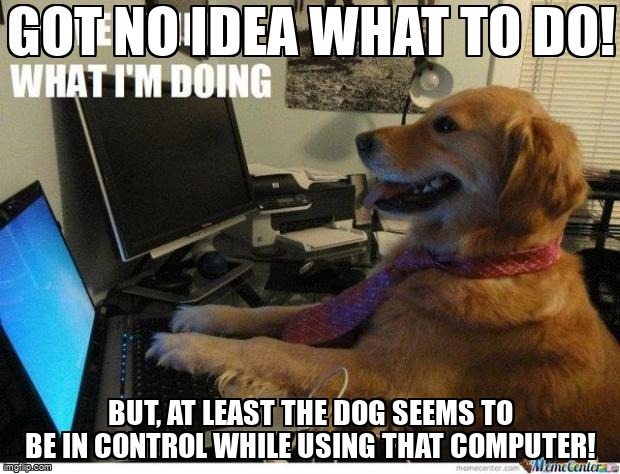 GOT NO IDEA WHAT TO DO!
WHAT I'M DOING
BUT, AT LEAST THE DOG SEEMS TO
BE IN CONTROL WHILE USING THAT COMPUTER!
imgflip.com
memecenter.com MemeCenter